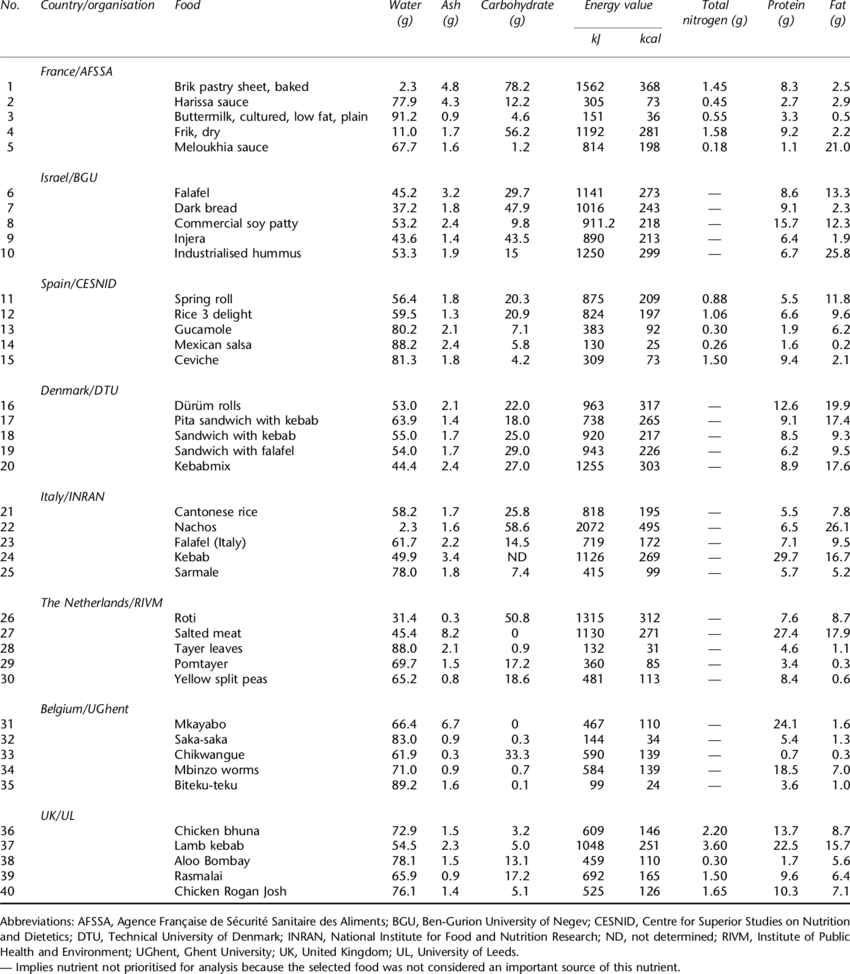 No. Country/organisation Food Water (g) Ash (g) Carbohydrate (g) Energy value Total nitrogen (g) Protein (g) Fat (g)
kJ kcal
France/AFSSA
1 Brik pastry sheet, baked 2.3 4.8 78.2 1562 368 1.45 8.3 2.5
2 Harissa sauce 77.9 4.3 12.2 305 73 0.45 2.7 2.9
3 Buttermilk, cultured, low fat, plain 91.2 0.9 4.6 151 36 0.55 3.3 0.5
4 Frik, dry 11.0 1.7 56.2 1192 281 1.58 9.2 2.2
5 Meloukhia sauce 67.7 1.6 1.2 814 198 0.18 1.1 21.0
Israel/BGU
6 Falafel 45.2 3.2 29.7 1141 273 — 8.6 13.3
7 Dark bread 37.2 1.8 47.9 1016 243 — 9.1 2.3
8 Commercial soy patty 53.2 2.4 9.8 911.2 218 — 15.7 12.3
9 Injera 43.6 1.4 43.5 890 213 — 6.4 1.9
10 Industrialised hummus 53.3 1.9 15 1250 299 — 6.7 25.8
Spain/CESNID
11 Spring roll 56.4 1.8 20.3 875 209 0.88 5.5 11.8
12 Rice 3 delight 59.5 1.3 20.9 824 197 1.06 6.6 9.6
13 Gucamole 80.2 2.1 7.1 383 92 0.30 1.9 6.2
14 Mexican salsa 88.2 2.4 5.8 130 25 0.26 1.6 0.2
15 Ceviche 81.3 1.8 4.2 309 73 1.50 9.4 2.1
Denmark/DTU
16 Dürüm rolls 53.0 2.1 22.0 963 317 — 12.6 19.9
17 Pita sandwich with kebab 63.9 1.4 18.0 738 265 — 9.1 17.4
18 Sandwich with kebab 55.0 1.7 25.0 920 217 — 8.5 9.3
19 Sandwich with falafel 54.0 1.7 29.0 943 226 — 6.2 9.5
20 Kebabmix 44.4 2.4 27.0 1255 303 — 8.9 17.6
Italy/INRAN
21 Cantonese rice 58.2 1.7 25.8 818 195 — 5.5 7.8
22 Nachos 2.3 1.6 58.6 2072 495 — 6.5 26.1
23 Falafel (Italy) 61.7 2.2 14.5 719 172 — 7.1 9.5
24 Kebab 49.9 3.4 ND 1126 269 — 29.7 16.7
25 Sarmale 78.0 1.8 7.4 415 99 — 5.7 5.2
The Netherlands/RIVM
26 Roti 31.4 0.3 50.8 1315 312 — 7.6 8.7
27 Salted meat 45.4 8.2 0 1130 271 — 27.4 17.9
28 Tayer leaves 88.0 2.1 0.9 132 31 — 4.6 1.1
29 Pomtayer 69.7 1.5 17.2 360 85 — 3.4 0.3
30 Yellow split peas 65.2 0.8 18.6 481 113 — 8.4 0.6
Belgium/UGhent
31 Mkayabo 66.4 6.7 0 467 110 — 24.1 1.6
32 Saka-saka 83.0 0.9 0.3 144 34 — 5.4 1.3
33 Chikwangue 61.9 0.3 33.3 590 139 — 0.7 0.3
34 Mbinzo worms 71.0 0.9 0.7 584 139 — 18.5 7.0
35 Biteku-teku 89.2 1.6 0.1 99 24 — 3.6 1.0
UK/UL
36 Chicken bhuna 72.9 1.5 3.2 609 146 2.20 13.7 8.7
37 Lamb kebab 54.5 2.3 5.0 1048 251 3.60 22.5 15.7
38 Aloo Bombay 78.1 1.5 13.1 459 110 0.30 1.7 5.6
39 Rasmalai 65.9 0.9 17.2 692 165 1.50 9.6 6.4
40 Chicken Rogan Josh 76.1 1.4 5.1 525 126 1.65 10.3 7.1
Abbreviations: AFSSA, Agence Française de Sécurité Sanitaire des Aliments; BGU, Ben-Gurion University of Negev; CESNID, Centre for Superior Studies on Nutrition
and Dietetics; DTU, Technical University of Denmark; INRAN, National Institute for Food and Nutrition Research; ND, not determined; RIVM, Institute of Public
Health and Environment; UGhent, Ghent University; UK, United Kingdom; UL, University of Leeds.
— Implies nutrient not prioritised for analysis because the selected food was not considered an important source of this nutrient.